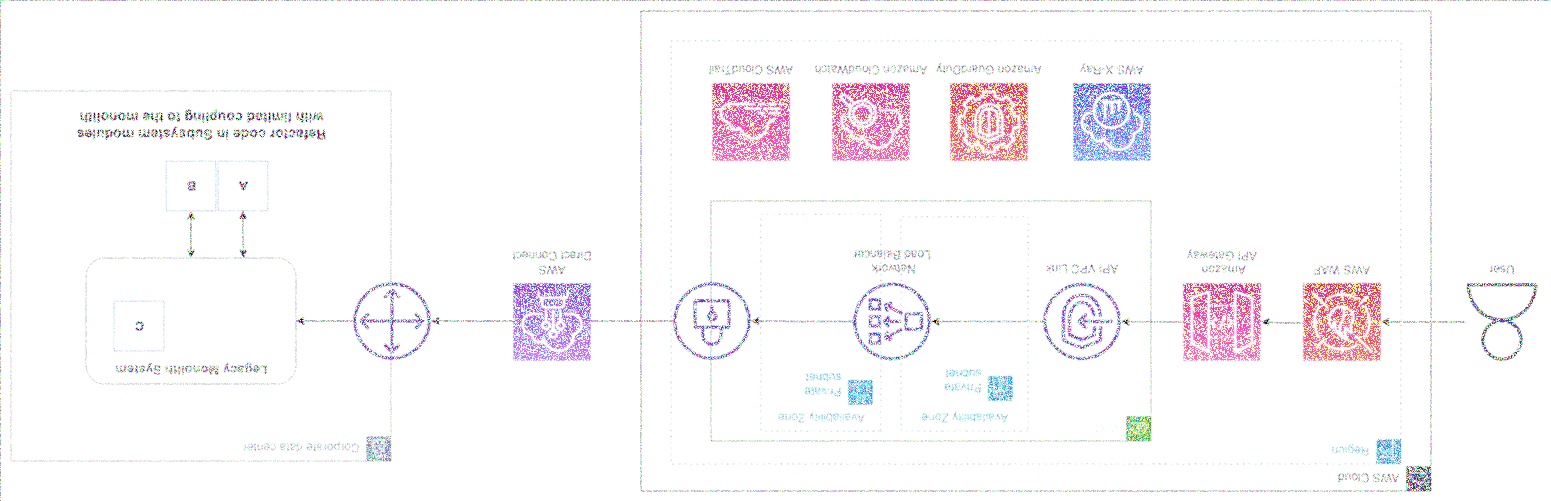 AWS Cloud
Region
Corporate data center
Availability Zone
Private
subnet
Availability Zone
Private
subnet
User
AWS WAF
Amazon
API Gateway
API VPC Link
Network
Load Balancer
AWS
Direct Connect
Legacy Monolith System
C
A
B
Refactor code in Subsystem modules
with limited coupling to the monolith
AWS X-Ray
Amazon GuardDuty
Amazon CloudWatch
AWS CloudTrail